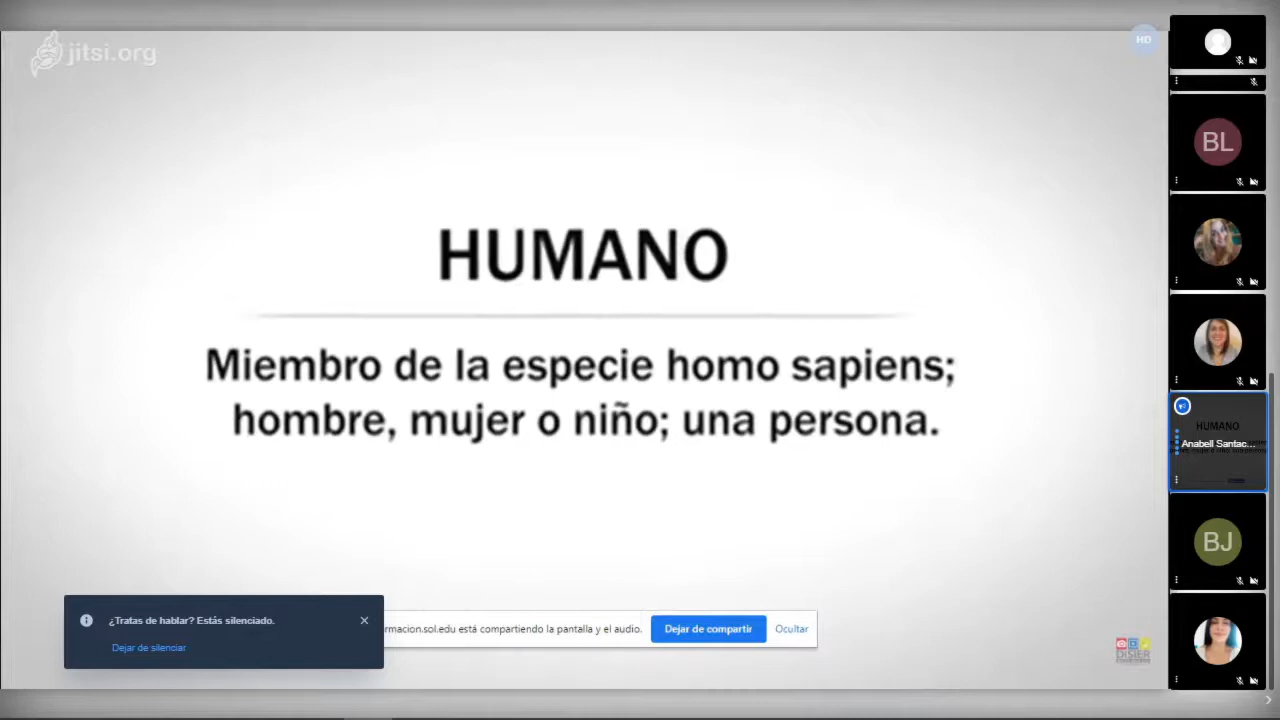 jitsi.org
HD
HUMANO
Miembro de la especie homo sapiens;
hombre, mujer o niño; una persona.
BL
Anabell Santac...
BJ
¿Tratas de hablar? Estás silenciado.
Dejar de silenciar
rmacion.sol.edu está compartiendo la pantalla y el audio.
Dejar de compartir
Ocultar
DISIER